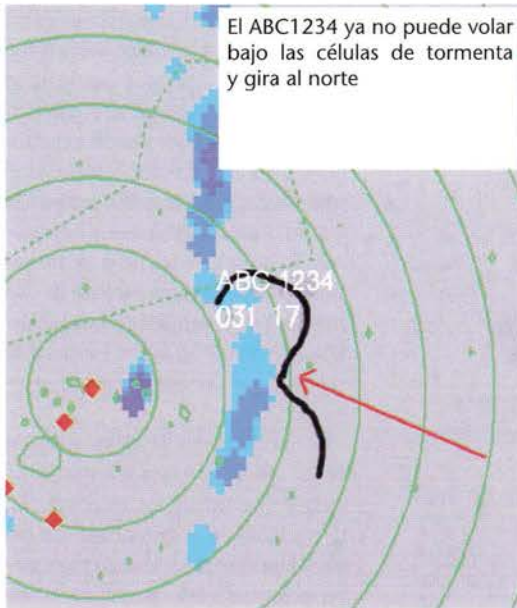 El ABC1234 ya no puede volar
bajo las células de tormenta
y gira al norte
ABC 1234
031 17